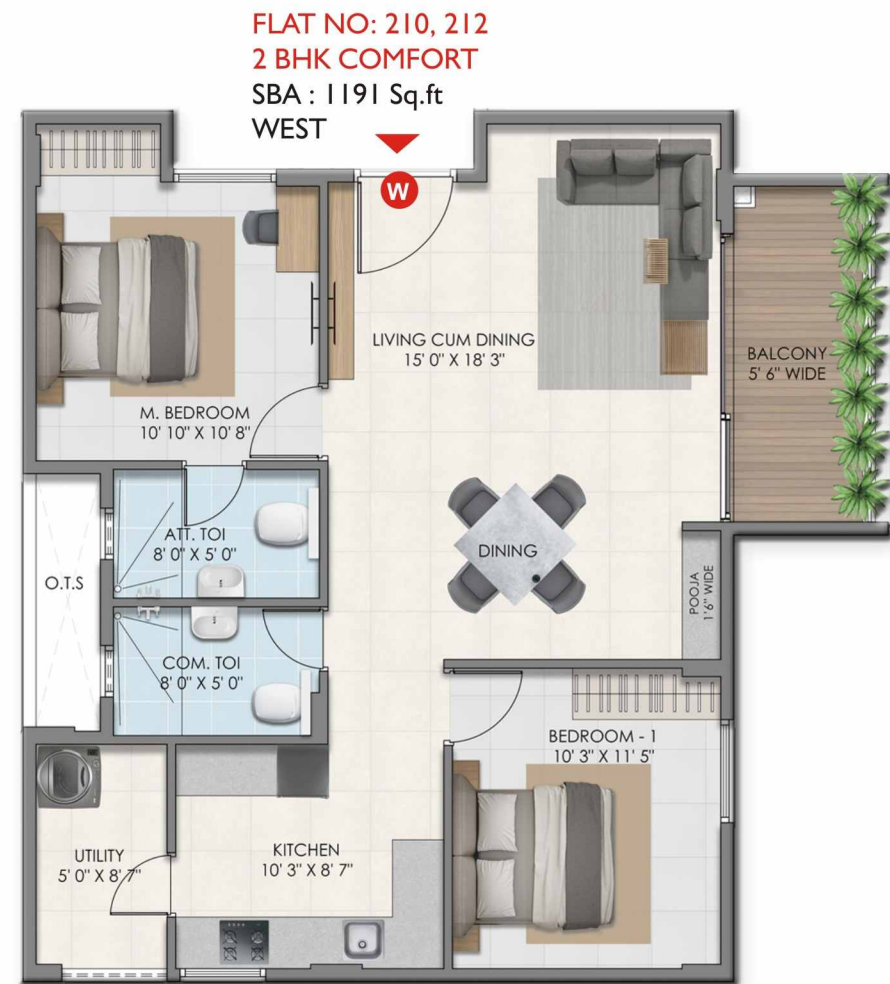 FLAT NO: 210, 212
2 BHK COMFORT
SBA : 1191 Sq.ft
WEST
W
LIVING CUM DINING
15' 0" X 18' 3"
BALCONY
5' 6" WIDE
M. BEDROOM
10' 10" X 10' 8"
ATT. TOI
8' 0" X 5' 0"
DINING
O.T.S
POOJA
1'6" WIDE
COM. TOI
8' 0" X 5' 0"
BEDROOM - 1
10' 3" X 11' 5"
UTILITY
5' 0" X 8' 7"
KITCHEN
10' 3" X 8' 7"